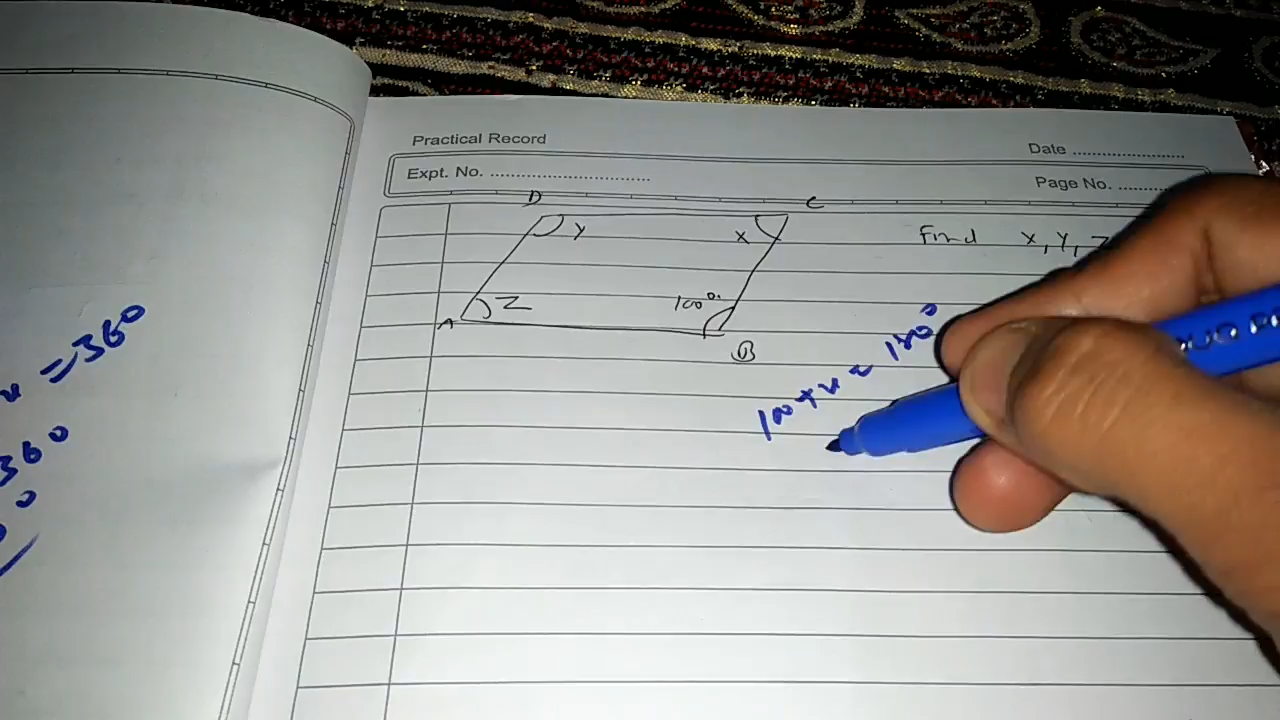 Practical Record
Date ........................
Expt. No. ................................
Page No. ..........
D
C
y
x
Find x, y, z
100°
Z
A
B
100 + x = 180°
x = 360
360